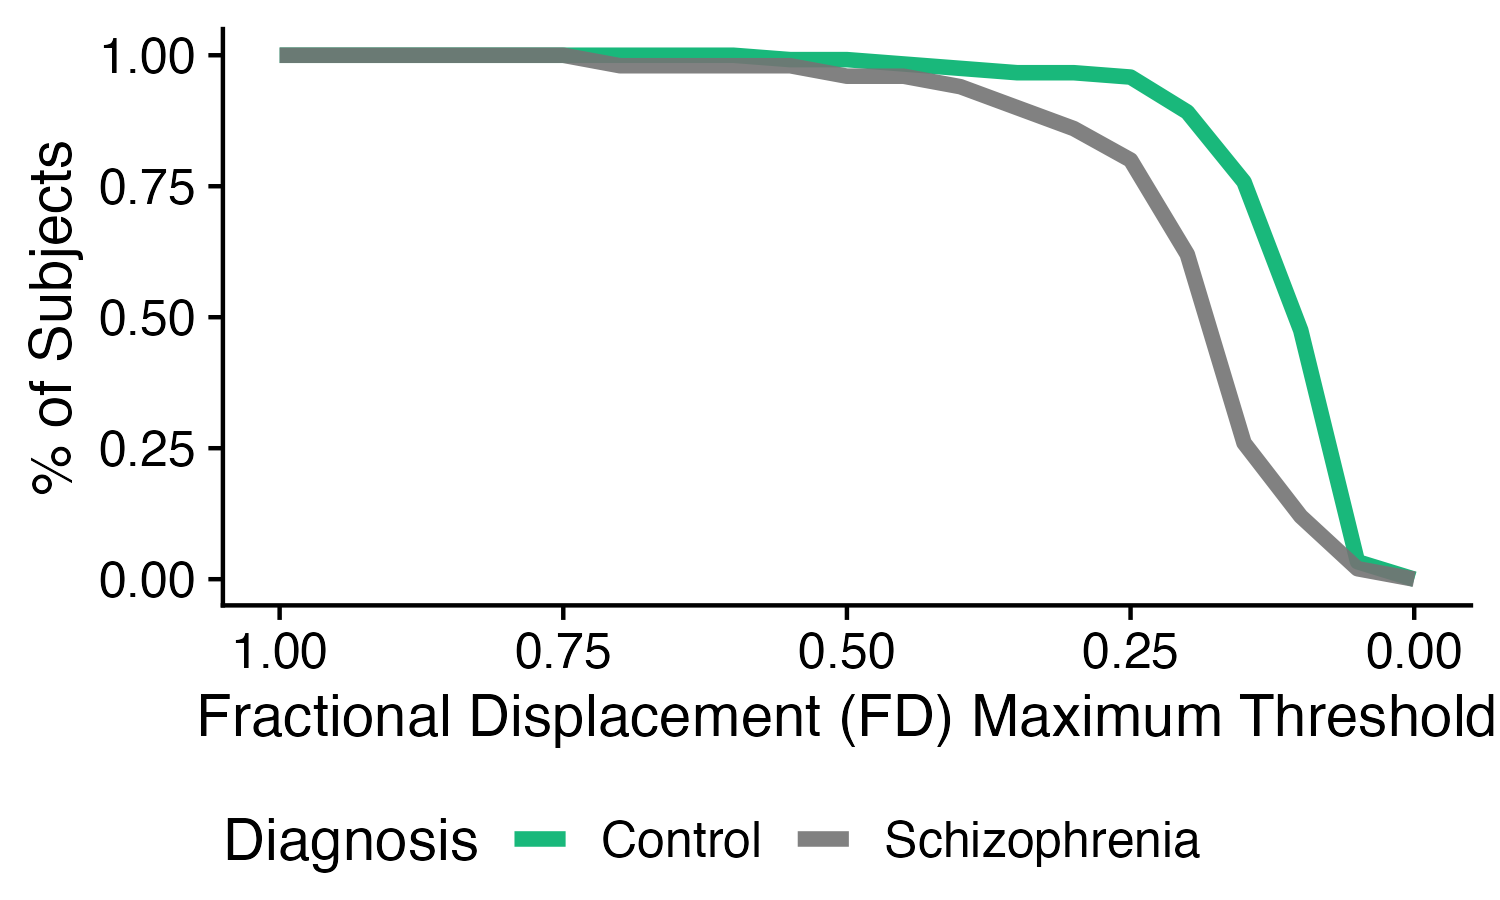 % of Subjects
1.00
0.75
0.50
0.25
0.00
1.00 0.75 0.50 0.25 0.00
Fractional Displacement (FD) Maximum Threshold
Diagnosis Control Schizophrenia